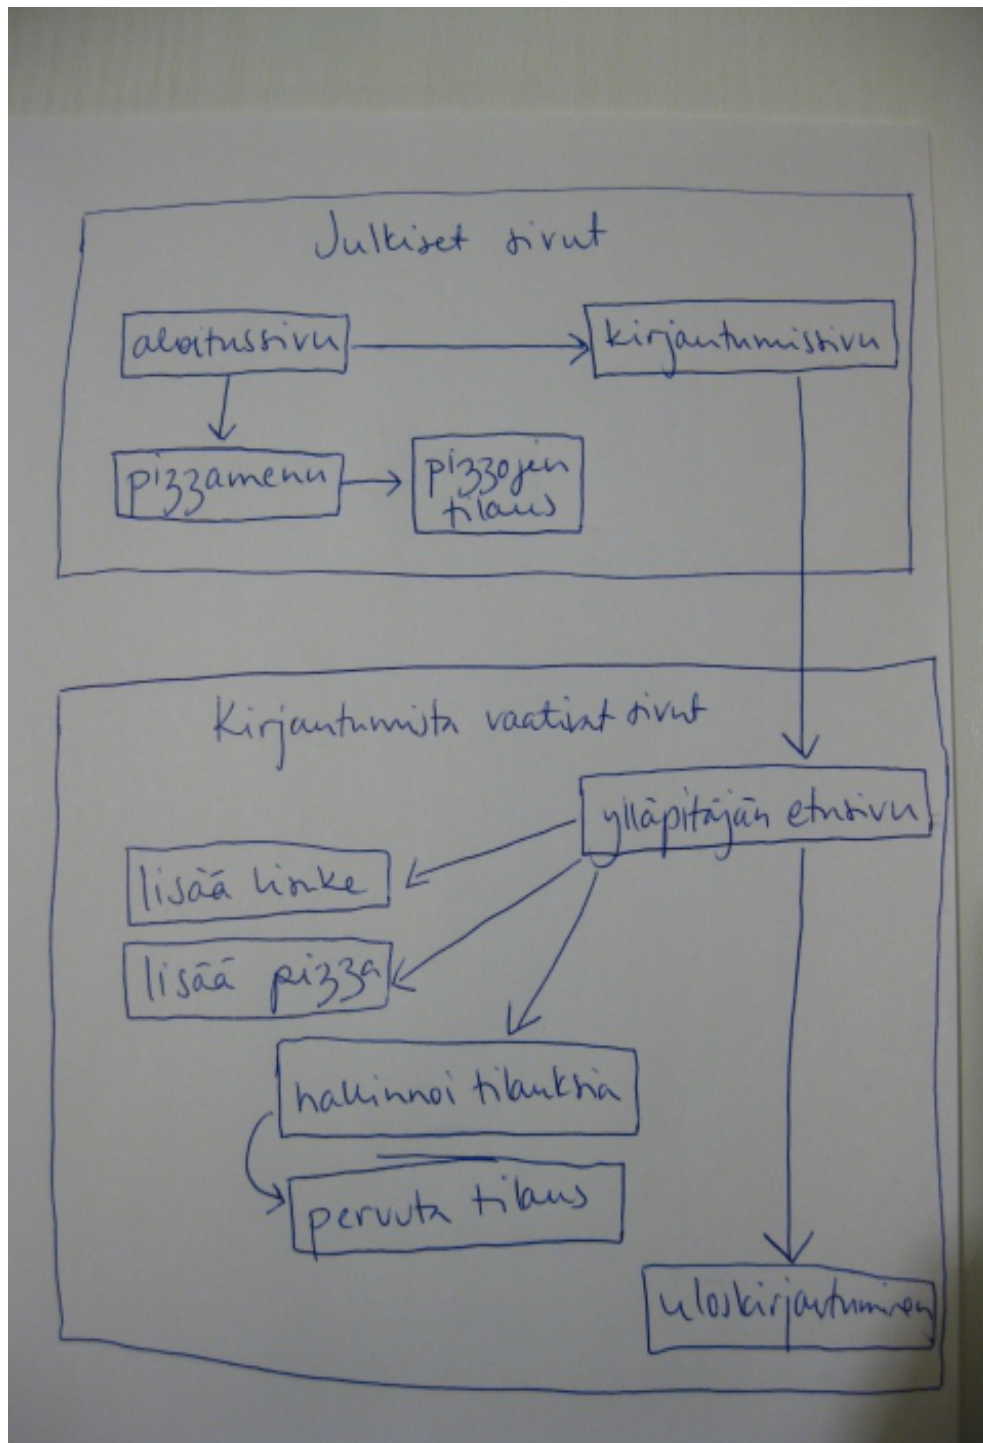 Julkiset sivut
aloitussivu
kirjautumissivu
pizzamenu
pizzojen
tilaus
Kirjautumista vaativat sivut
ylläpitäjän etusivu
lisää lisuke
lisää pizza
hallinnoi tilauksia
peruuta tilaus
uloskirjautuminen